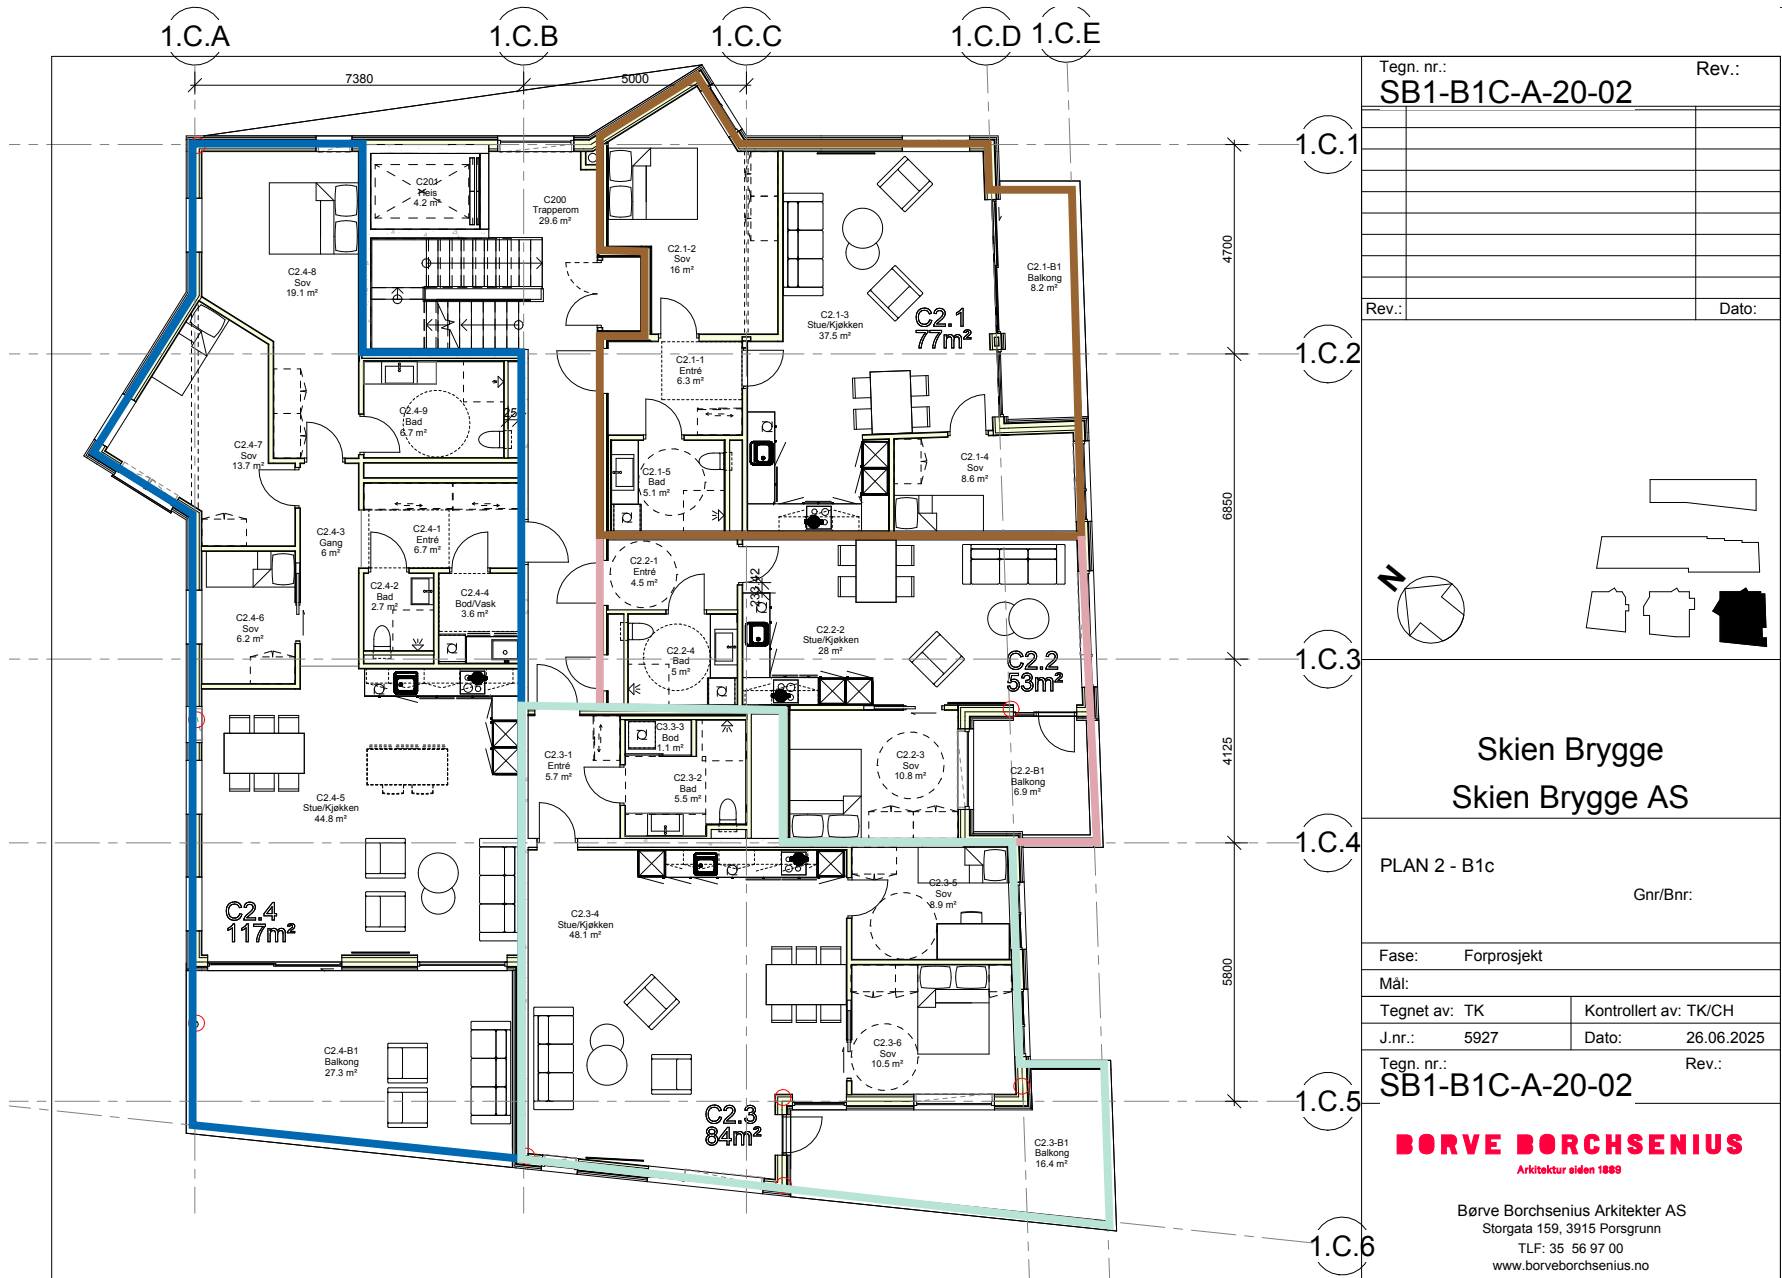 1.C.A
1.C.B
1.C.C
1.C.D
1.C.E
7380
5000
1.C.1
1.C.2
1.C.3
1.C.4
1.C.5
1.C.6
4700
6850
4125
5800
C201
Heis
4.2 m²
C200
Trapperom
29.6 m²
C2.4-8
Sov
19.1 m²
C2.1-2
Sov
16 m²
C2.1-B1
Balkong
8.2 m²
C2.1-3
Stue/Kjøkken
37.5 m²
C2.1
77m²
C2.1-1
Entré
6.3 m²
C2.4-9
Bad
6.7 m²
C2.4-7
Sov
13.7 m²
C2.1-5
Bad
5.1 m²
C2.1-4
Sov
8.6 m²
C2.4-3
Gang
6 m²
C2.4-1
Entré
6.7 m²
C2.4-2
Bad
2.7 m²
C2.4-4
Bod/Vask
3.6 m²
C2.2-1
Entré
4.5 m²
C2.4-6
Sov
6.2 m²
C2.2-2
Stue/Kjøkken
28 m²
C2.2-4
Bad
5 m²
C2.2
53m²
C2.3-1
Entré
5.7 m²
C3.3-3
Bod
1.1 m²
C2.3-2
Bad
5.5 m²
C2.2-3
Sov
10.8 m²
C2.2-B1
Balkong
6.9 m²
C2.4-5
Stue/Kjøkken
44.8 m²
C2.4
117m²
C2.3-4
Stue/Kjøkken
48.1 m²
C2.3-5
Sov
8.9 m²
C2.3-6
Sov
10.5 m²
C2.4-B1
Balkong
27.3 m²
C2.3
84m²
C2.3-B1
Balkong
16.4 m²
Tegn. nr.: Rev.:
SB1-B1C-A-20-02
Rev.: Dato:
N
Skien Brygge
Skien Brygge AS
PLAN 2 - B1c
Gnr/Bnr:
Fase: Forprosjekt
Mål:
Tegnet av: TK Kontrollert av: TK/CH
J.nr.: 5927 Dato: 26.06.2025
Tegn. nr.: Rev.:
SB1-B1C-A-20-02
BØRVE BORCHSENIUS
Arkitektur siden 1889
Børve Borchsenius Arkitekter AS
Storgata 159, 3915 Porsgrunn
TLF: 35 56 97 00
www.borveborchsenius.no